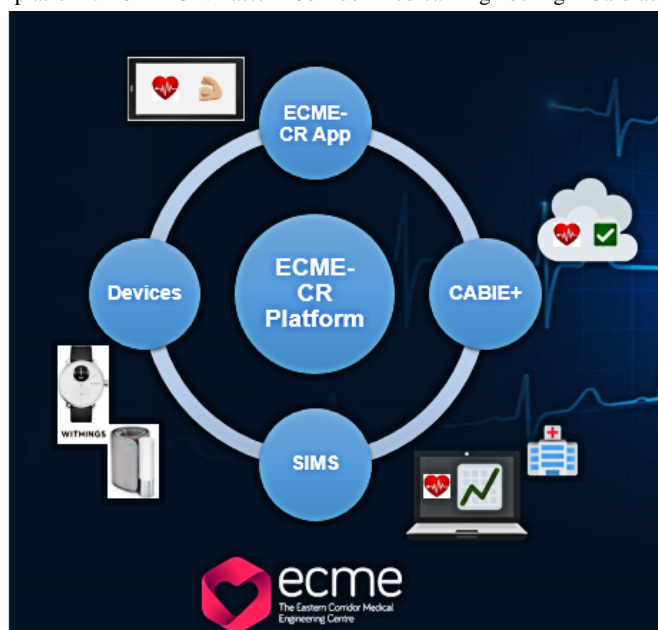 ECME-
CR App
ECME-
CR
Platform
Devices
CABIE+
WITHINGS
SIMS
ecme
The Eastern Corridor Medical
Engineering Centre